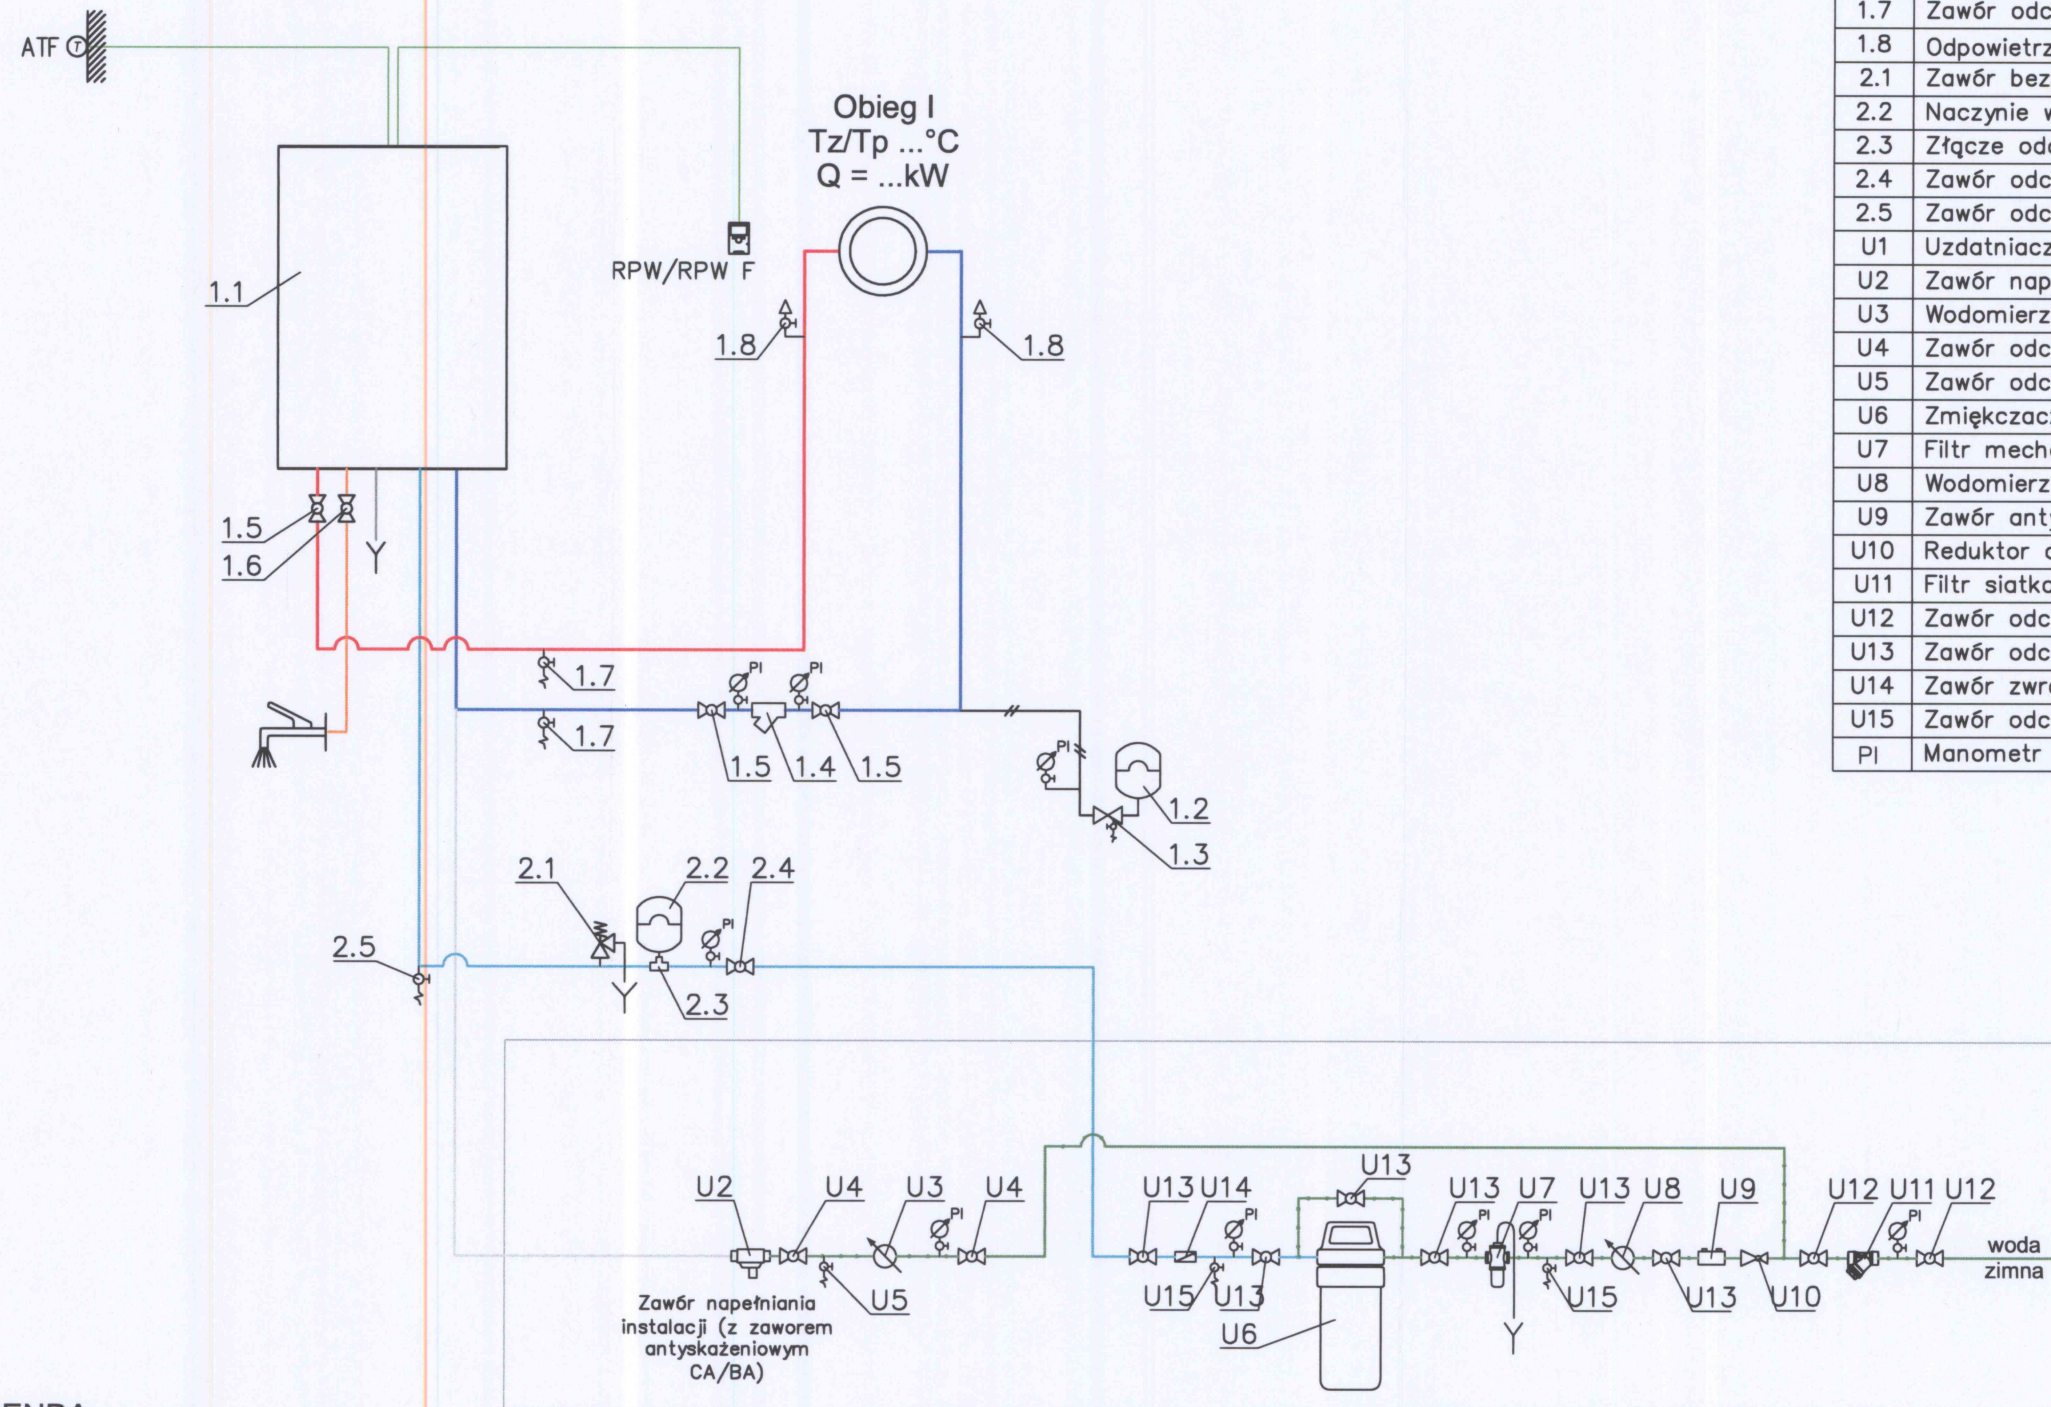 ATF T
Obieg I
Tz/Tp ...°C
Q = ...kW
RPW/RPW F
1.1
1.8
1.8
1.5
1.6
1.7
PI
PI
1.7
1.5
1.4
1.5
PI
1.2
1.3
2.1
2.2
2.4
PI
2.5
2.3
U2
U4
U3
PI
U4
U5
Zawór napełniania
instalacji (z zaworem
antyskażeniowym
CA/BA)
U13
U14
PI
U13
U15
U13
U6
U13
PI
U7
PI
U13
U8
U9
U15
U13
U10
U12
U11
PI
U12
woda
zimna
1.7 Zawór odc
1.8 Odpowietrz
2.1 Zawór bez
2.2 Naczynie
2.3 Złącze odc
2.4 Zawór odc
2.5 Zawór odc
U1 Uzdatniacz
U2 Zawór nap
U3 Wodomierz
U4 Zawór odc
U5 Zawór odc
U6 Zmiękczacz
U7 Filtr mech
U8 Wodomierz
U9 Zawór anty
U10 Reduktor
U11 Filtr siatko
U12 Zawór odc
U13 Zawór odc
U14 Zawór zwr
U15 Zawór odc
PI Manometr